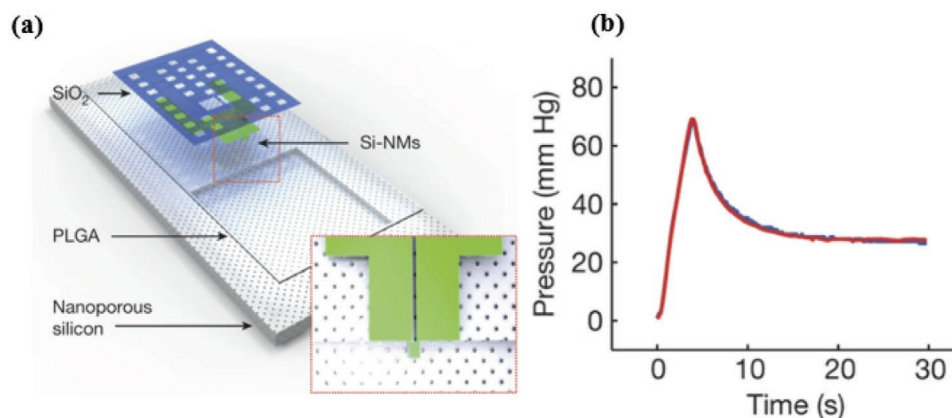 (a)
SiO2
Si-NMs
PLGA
Nanoporous
silicon
(b)
Pressure (mm Hg)
80
60
40
20
0
0 10 20 30
Time (s)